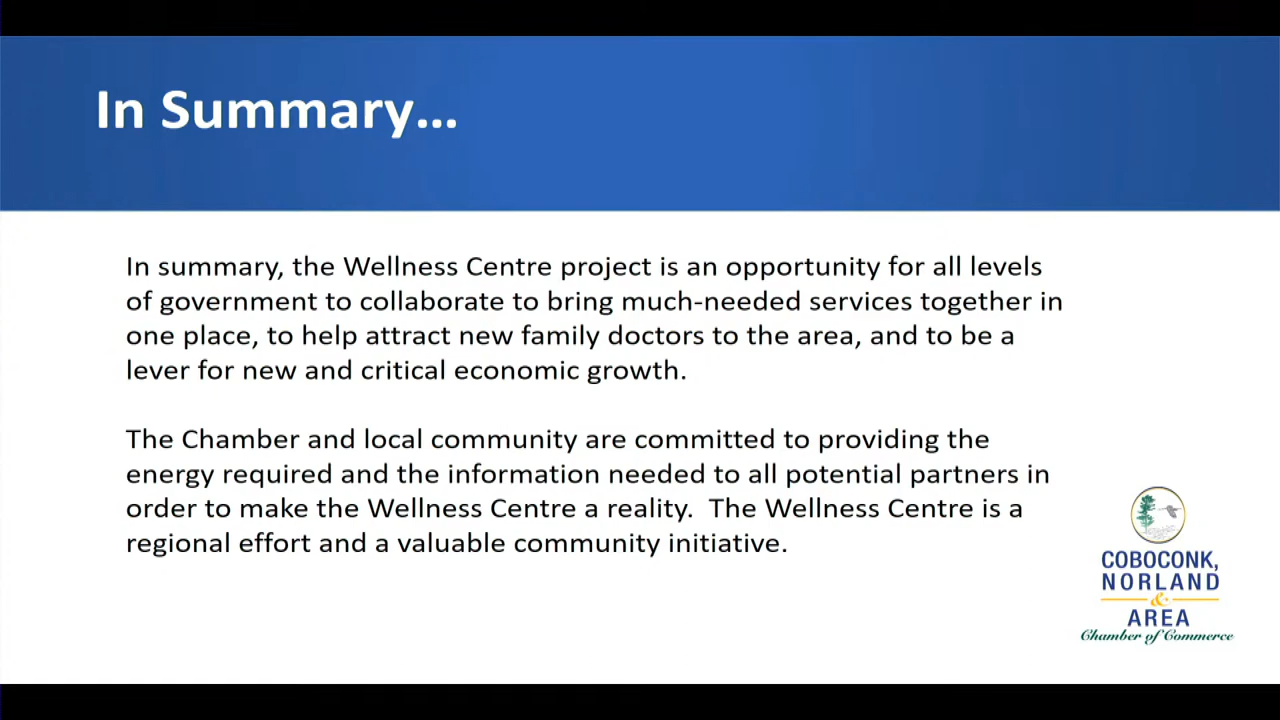 In Summary...
In summary, the Wellness Centre project is an opportunity for all levels
of government to collaborate to bring much-needed services together in
one place, to help attract new family doctors to the area, and to be a
lever for new and critical economic growth.
The Chamber and local community are committed to providing the
energy required and the information needed to all potential partners in
order to make the Wellness Centre a reality.  The Wellness Centre is a
regional effort and a valuable community initiative.
COBOCONK,
NORLAND
&
AREA
Chamber of Commerce